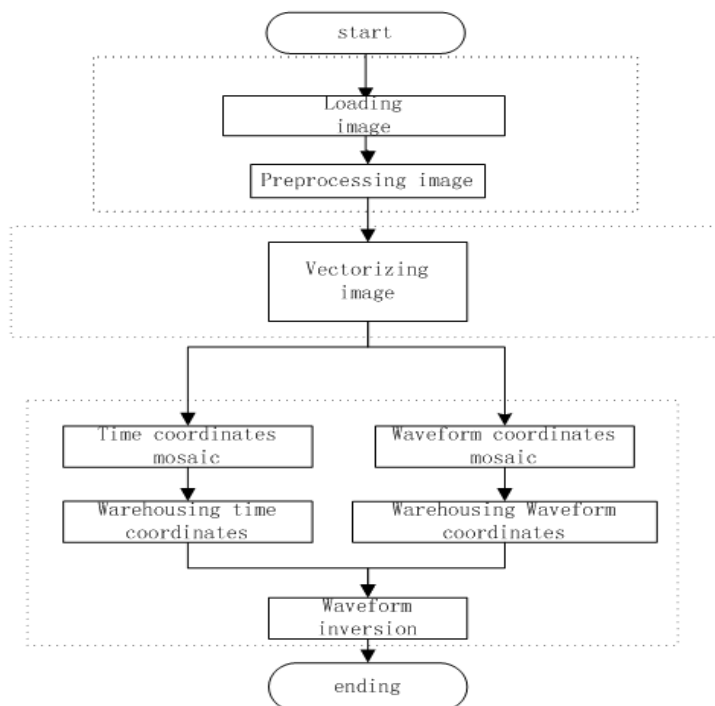 start
Loading
image
Preprocessing image
Vectorizing
image
Time coordinates
mosaic
Waveform coordinates
mosaic
Warehousing time
coordinates
Warehousing Waveform
coordinates
Waveform
inversion
ending